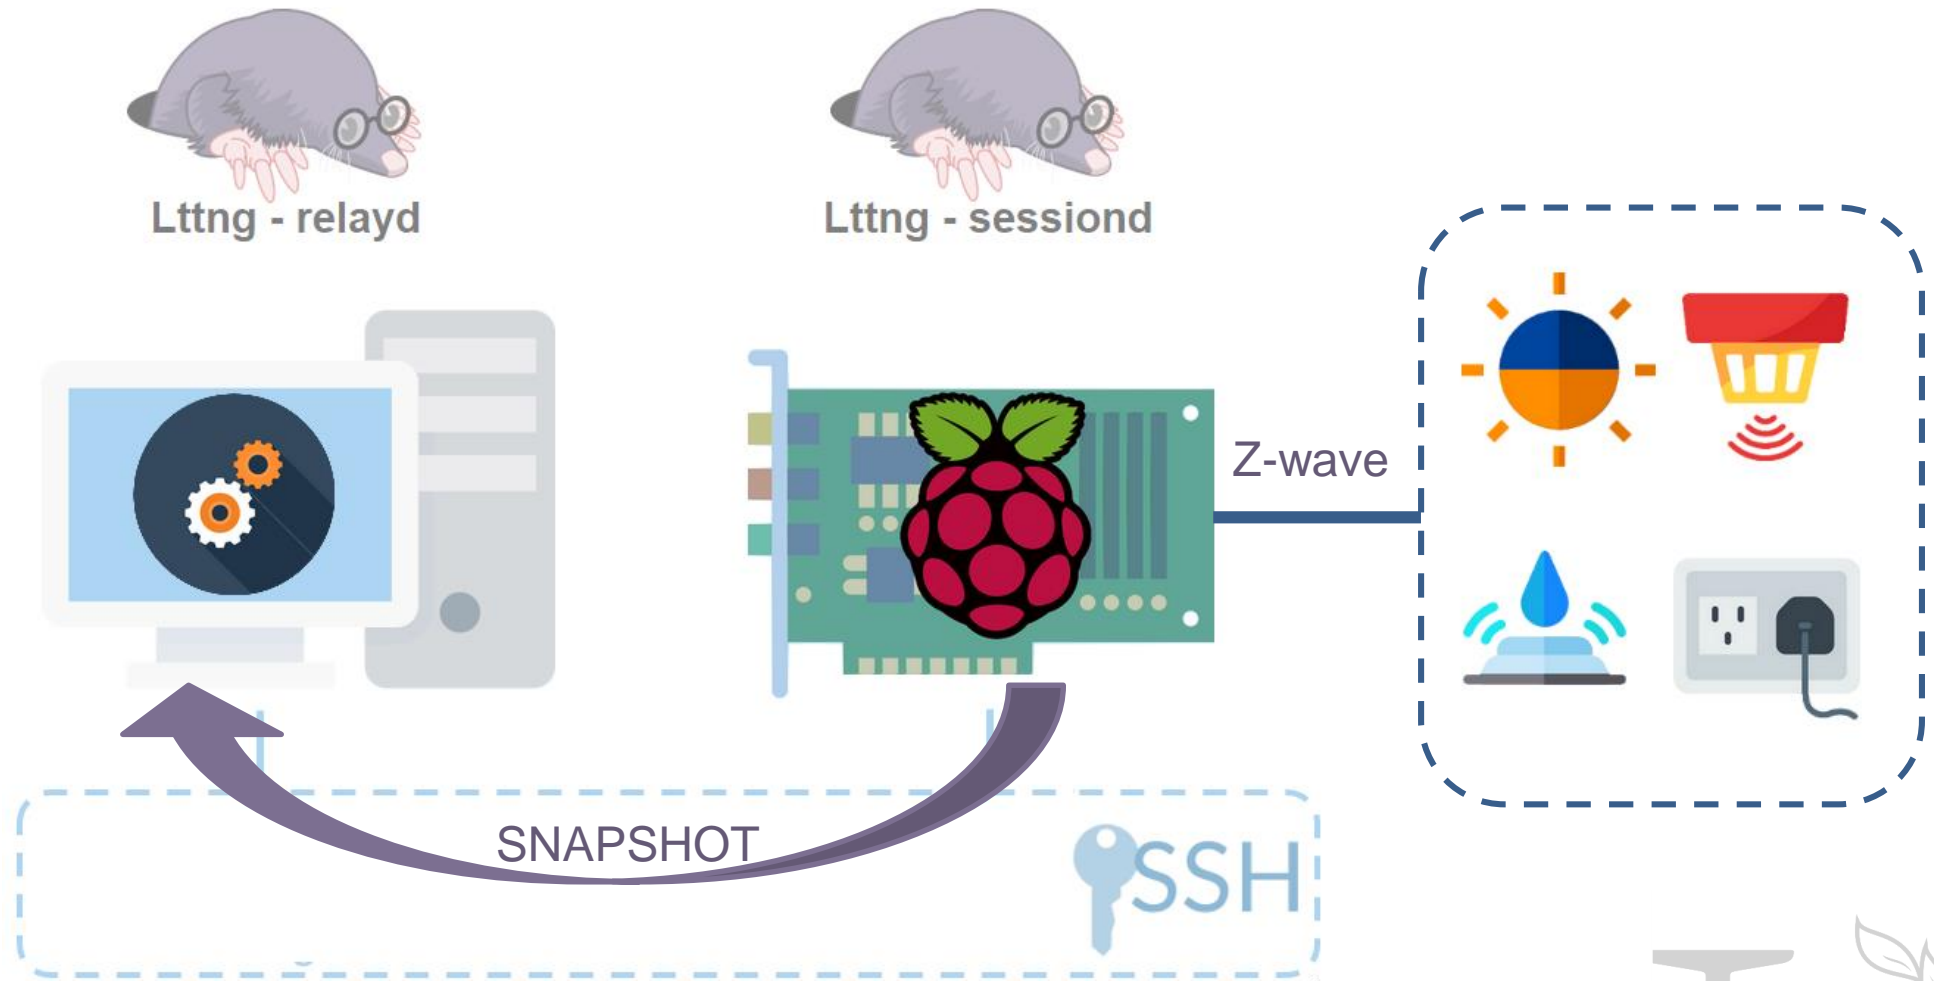 Lttng - relayd
Lttng - sessiond
Z-wave
SNAPSHOT
SSH